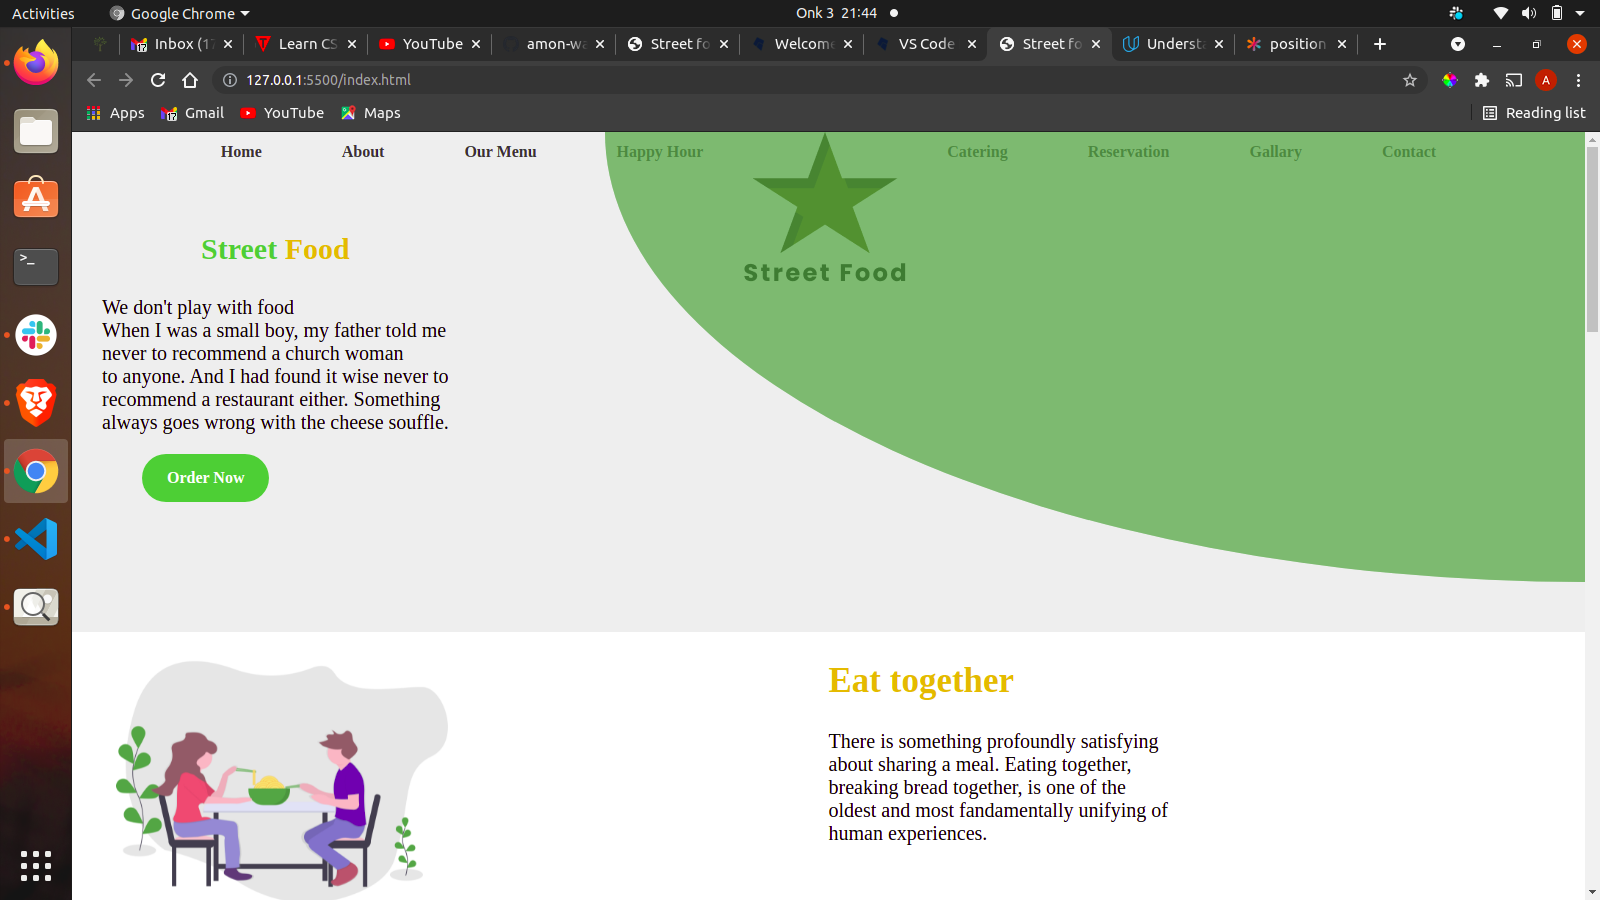 Activities
Google Chrome
Onk 3 21:44
Inbox (17
Learn CS
YouTube
amon-wa
Street fo
Welcome
VS Code
Street fo
Understa
position
127.0.0.1:5500/index.html
A
Apps
Gmail
YouTube
Maps
Reading list
Home
About
Our Menu
Happy Hour
Catering
Reservation
Gallary
Contact
Street Food
Street Food
We don't play with food
When I was a small boy, my father told me
never to recommend a church woman
to anyone. And I had found it wise never to
recommend a restaurant either. Something
always goes wrong with the cheese souffle.
Order Now
Eat together
There is something profoundly satisfying
about sharing a meal. Eating together,
breaking bread together, is one of the
oldest and most fandamentally unifying of
human experiences.